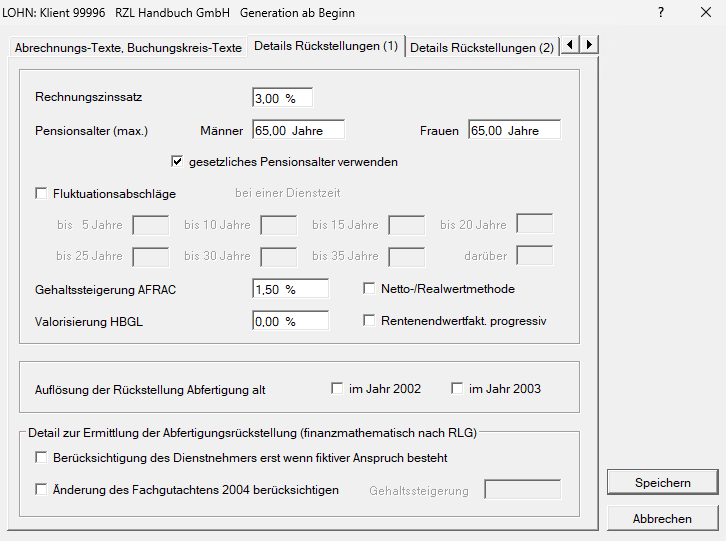 LOHN: Klient 99996 RZL Handbuch GmbH Generation ab Beginn
Abrechnungs-Texte, Buchungskreis-Texte Details Rückstellungen (1) Details Rückstellungen (2)
Rechnungszinssatz 3,00 %
Pensionsalter (max.) Männer 65,00 Jahre Frauen 65,00 Jahre
gesetzliches Pensionsalter verwenden
Fluktuationsabschläge bei einer Dienstzeit
bis 5 Jahre bis 10 Jahre bis 15 Jahre bis 20 Jahre
bis 25 Jahre bis 30 Jahre bis 35 Jahre darüber
Gehaltssteigerung AFRAC 1,50 % Netto-/Realwertmethode
Valorisierung HBGL 0,00 % Rentenendwertfakt. progressiv
Auflösung der Rückstellung Abfertigung alt im Jahr 2002 im Jahr 2003
Detail zur Ermittlung der Abfertigungsrückstellung (finanzmathematisch nach RLG)
Berücksichtigung des Dienstnehmers erst wenn fiktiver Anspruch besteht
Änderung des Fachgutachtens 2004 berücksichtigen Gehaltssteigerung
Speichern
Abbrechen